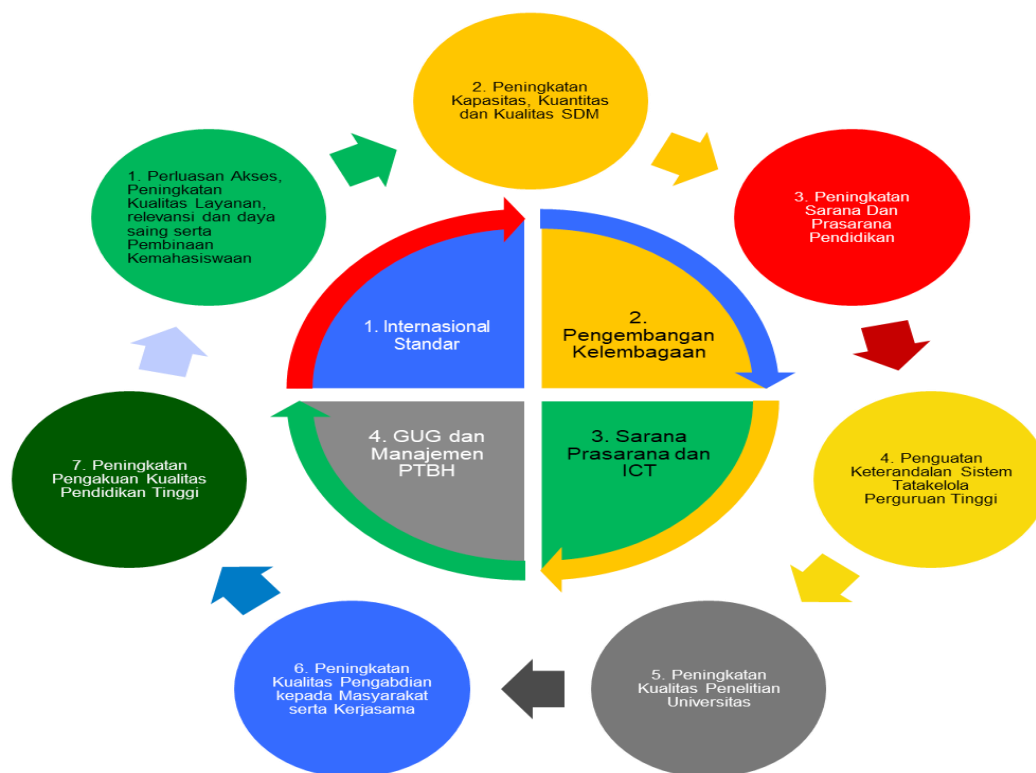 2. Peningkatan
Kapasitas, Kuantitas
dan Kualitas SDM
1. Perluasan Akses,
Peningkatan
Kualitas Layanan,
relevansi dan daya
saing serta
Pembinaan
Kemahasiswaan
3. Peningkatan
Sarana Dan
Prasarana
Pendidikan
1. Internasional
Standar
2.
Pengembangan
Kelembagaan
4. GUG dan
Manajemen
PTBH
3. Sarana
Prasarana dan
ICT
7. Peningkatan
Pengakuan Kualitas
Pendidikan Tinggi
4. Penguatan
Keterandalan Sistem
Tatakelola
Perguruan Tinggi
6. Peningkatan
Kualitas Pengabdian
kepada Masyarakat
serta Kerjasama
5. Peningkatan
Kualitas Penelitian
Universitas